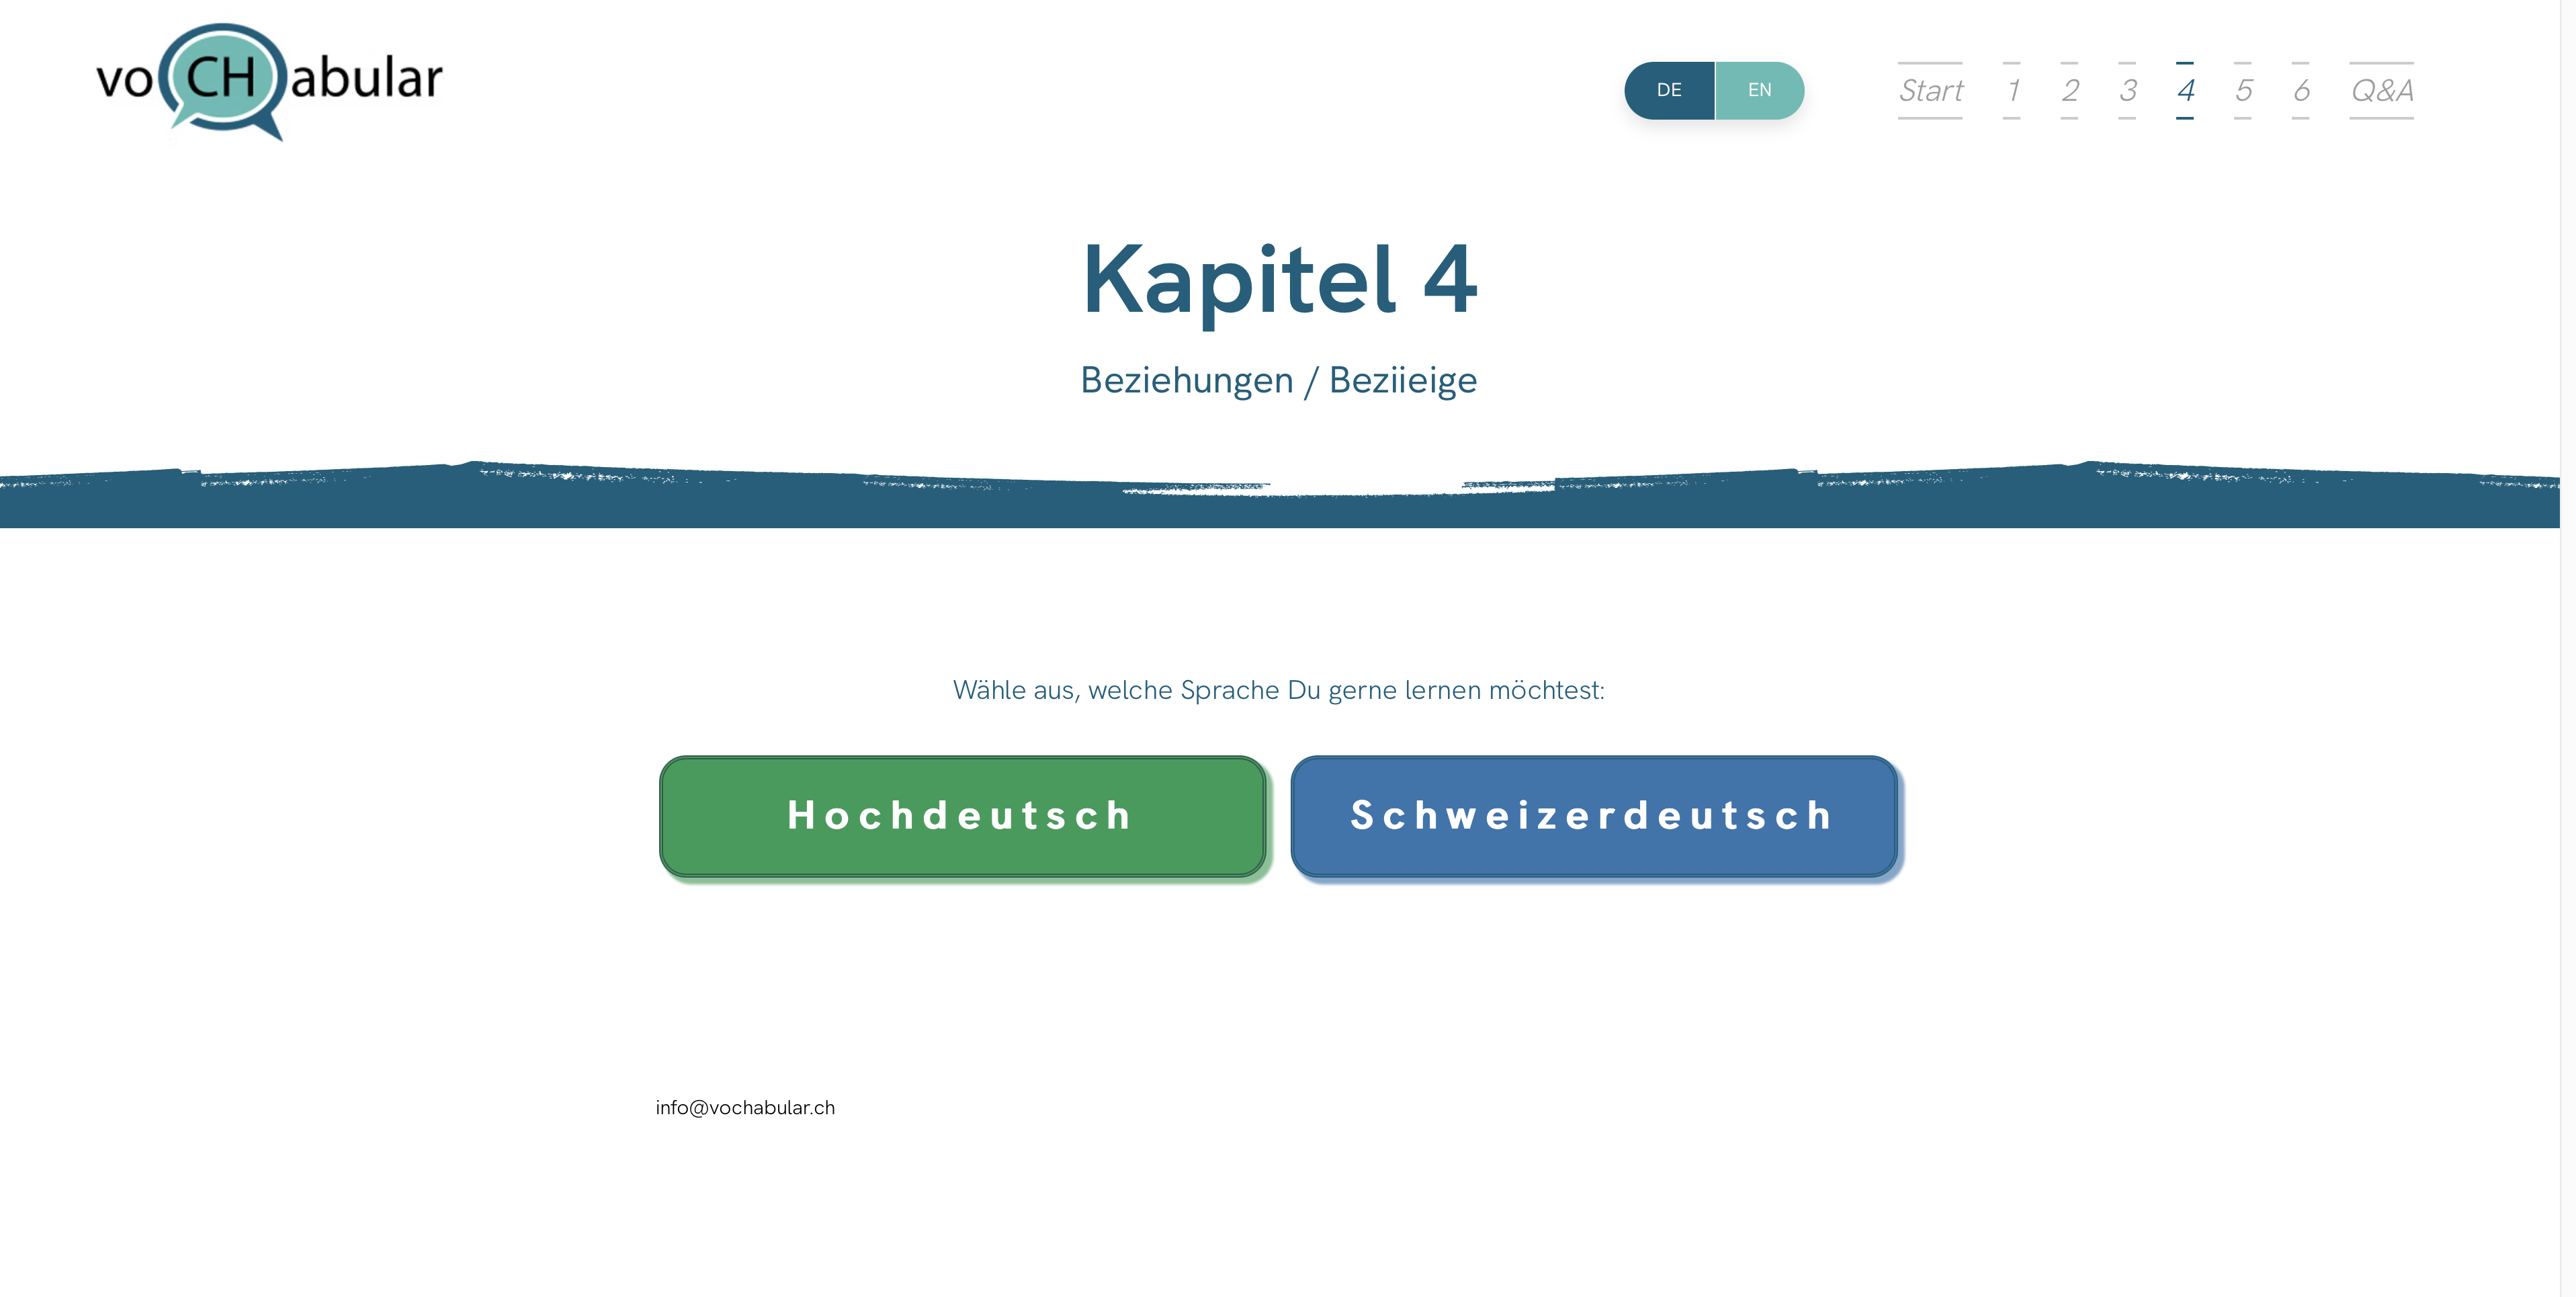 voCHabular
DE EN
Start 1 2 3 4 5 6 Q&A
Kapitel 4
Beziehungen / Beziieige
Wähle aus, welche Sprache Du gerne lernen möchtest:
Hochdeutsch
Schweizerdeutsch
info@vochabular.ch